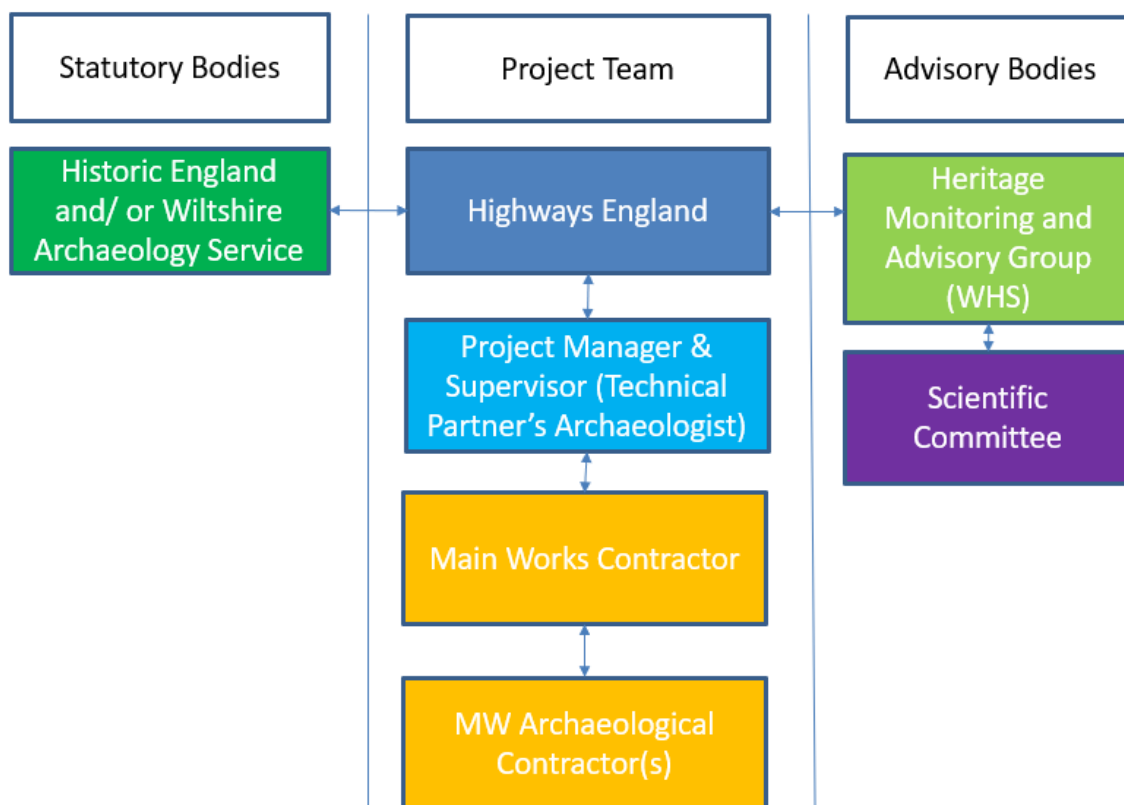 Statutory Bodies
Project Team
Advisory Bodies
Historic England
and/ or Wiltshire
Archaeology Service
Highways England
Heritage
Monitoring and
Advisory Group
(WHS)
Project Manager &
Supervisor (Technical
Partner’s Archaeologist)
Scientific
Committee
Main Works Contractor
MW Archaeological
Contractor(s)